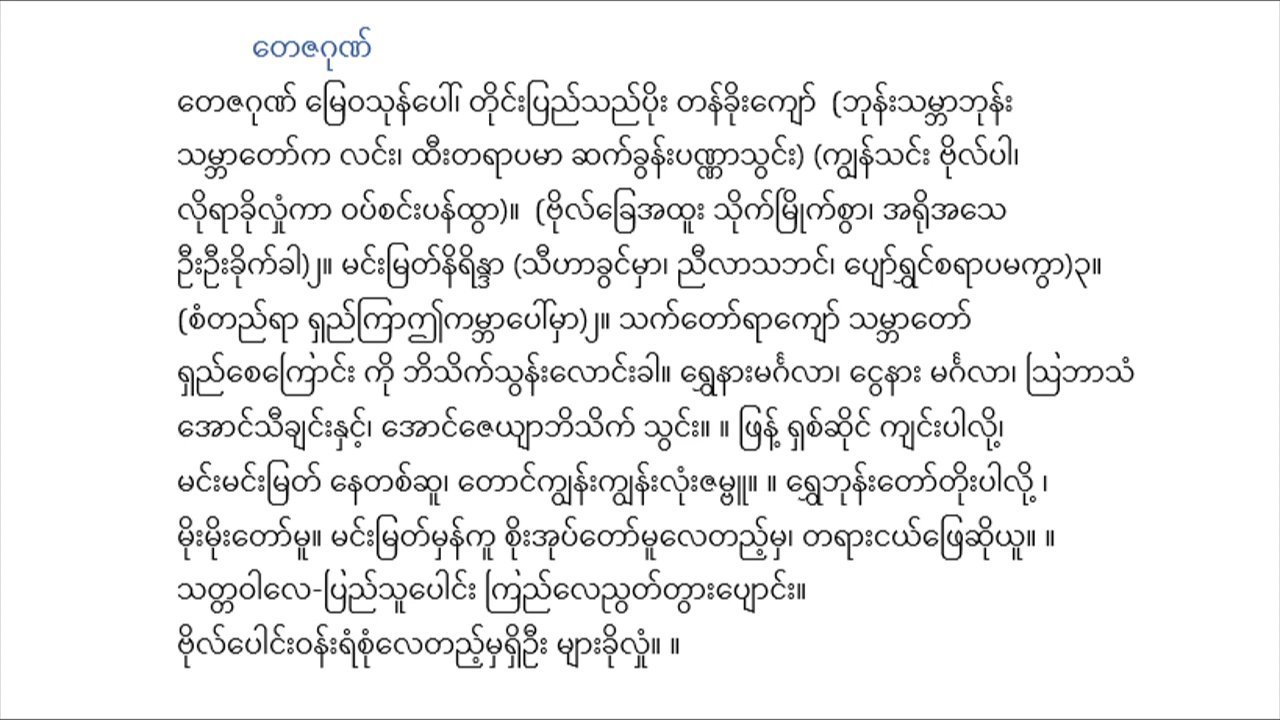 တေဇဂုဏ်
တေဇဂုဏ် မြေဝသုန်ပေါ်၊ တိုင်းပြည်သည်ပိုး တန်ခိုးကျော် (ဘုန်းသမ္ဘာဘုန်း
သမ္ဘာတော်က လင်း၊ ထီးတရာပမာ ဆက်ခွန်းပဏ္ဏာသွင်း) (ကျွန်သင်း ဗိုလ်ပါ၊
လိုရာခိုလှုံကာ ဝပ်စင်းပန်ထွာ)။ (ဗိုလ်ခြေအထူး သိုက်မြိုက်စွာ၊ အရိုအသေ
ဦးဦးခိုက်ခါ)၂။ မင်းမြတ်နိရိန္ဒာ (သီဟာခွင်မှာ၊ ညီလာသဘင်၊ ပျော်ရွှင်စရာပမကွာ)၃။
(စံတည်ရာ ရှည်ကြာဤကမ္ဘာပေါ်မှာ)၂။ သက်တော်ရာကျော် သမ္ဘာတော်
ရှည်စေကြောင်း ကို ဘိသိက်သွန်းလောင်းခါ။ ရွှေနားမင်္ဂလာ၊ ငွေနား မင်္ဂလာ၊ ဩဘာသံ
အောင်သီချင်းနှင့်၊ အောင်ဇေယျာဘိသိက် သွင်း။ ။ ဖြန့် ရှစ်ဆိုင် ကျင်းပါလို့၊
မင်းမင်းမြတ် နေတစ်ဆူ၊ တောင်ကျွန်းကျွန်းလုံးဇမ္ဗူ။ ။ ရွှေဘုန်းတော်တိုးပါလို့ ၊
မိုးမိုးတော်မူ။ မင်းမြတ်မှန်ကူ စိုးအုပ်တော်မူလေတည့်မှ၊ တရားငယ်ဖြေဆိုယူ။ ။
သတ္တဝါလေ-ပြည်သူပေါင်း ကြည်လေညွတ်တွားပျောင်း။
ဗိုလ်ပေါင်းဝန်းရံစုံလေတည့်မှရှိဦး များခိုလှုံ။ ။